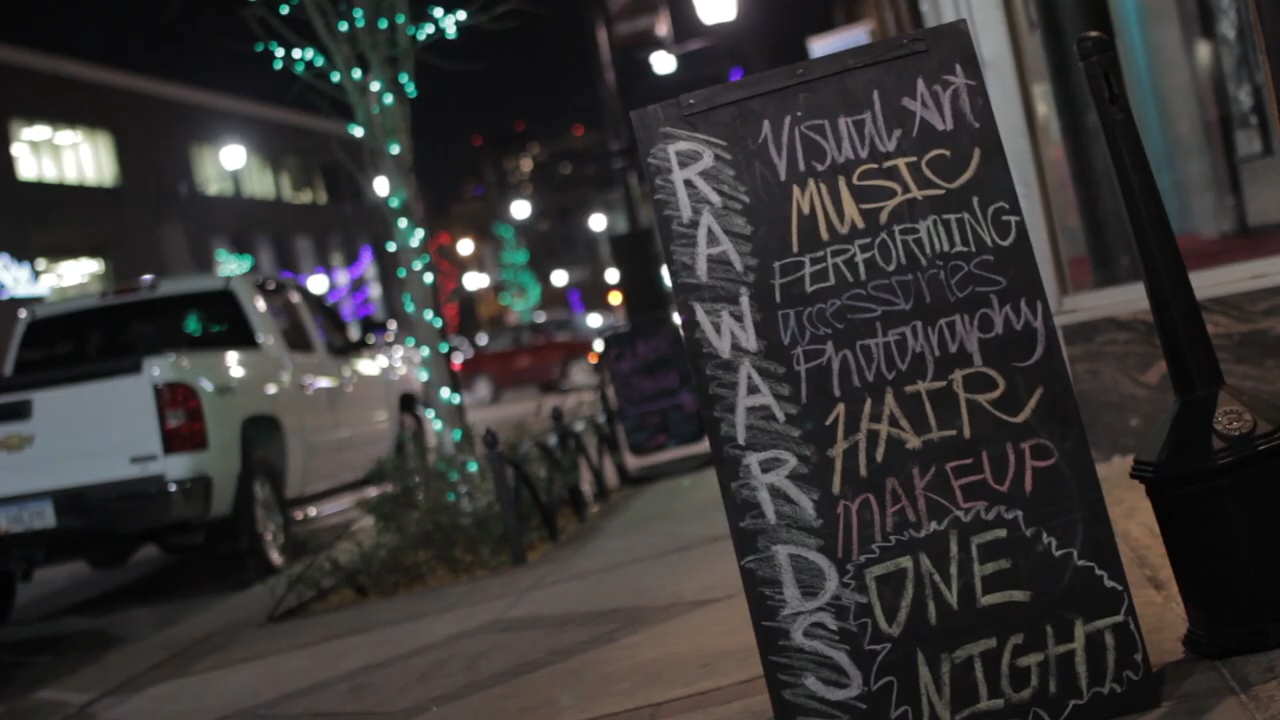 RAWARDS
Visual Art
MUSIC
PERFORMING
accessories
Photography
HAIR
MAKEUP
ONE
NIGHT